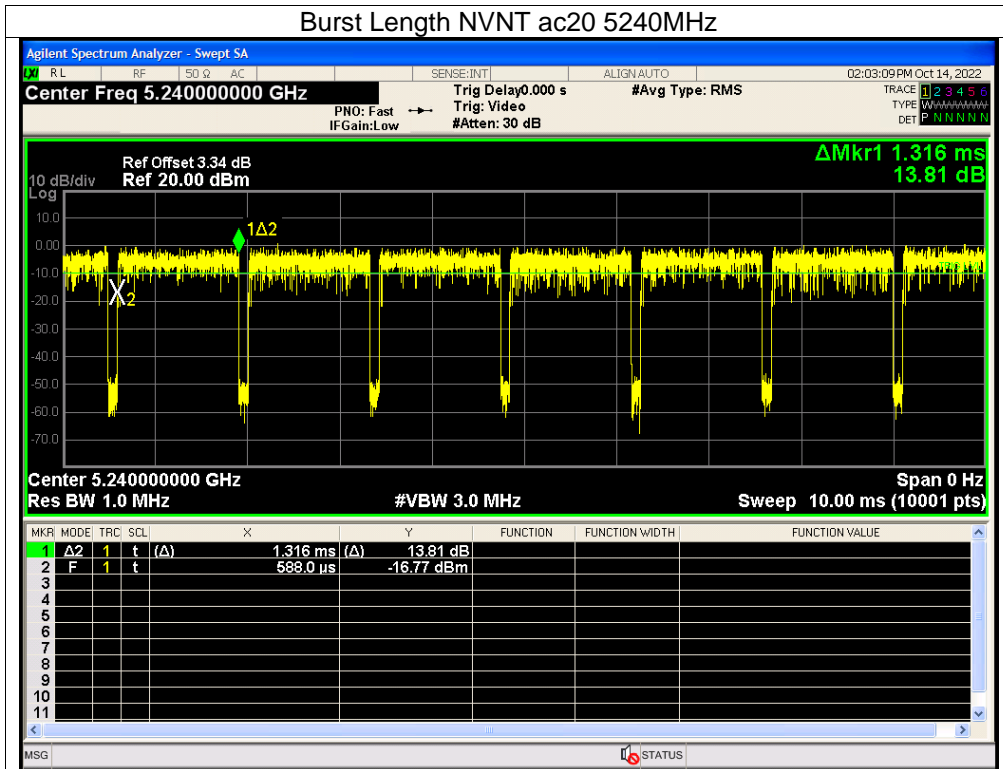 Burst Length NVNT ac20 5240MHz
Agilent Spectrum Analyzer - Swept SA
LXI RL RF 50 Ω AC SENSE:INT ALIGN AUTO 02:03:09 PM Oct 14, 2022
Center Freq 5.240000000 GHz Trig Delay0.000 s #Avg Type: RMS TRACE 1 2 3 4 5 6
PNO: Fast Trig: Video TYPE W
IFGain:Low #Atten: 30 dB DET P N N N N N
ΔMkr1 1.316 ms
Ref Offset 3.34 dB
10 dB/div Ref 20.00 dBm 13.81 dB
Log
10.0
1Δ2
0.00
-10.0
X2
-20.0
-30.0
-40.0
-50.0
-60.0
-70.0
Center 5.240000000 GHz Span 0 Hz
Res BW 1.0 MHz #VBW 3.0 MHz Sweep 10.00 ms (10001 pts)
MKR MODE TRC SCL X Y FUNCTION FUNCTION WIDTH FUNCTION VALUE
1 Δ2 1 t (Δ) 1.316 ms (Δ) 13.81 dB
2 F 1 t 588.0 µs -16.77 dBm
3
4
5
6
7
8
9
10
11
MSG STATUS